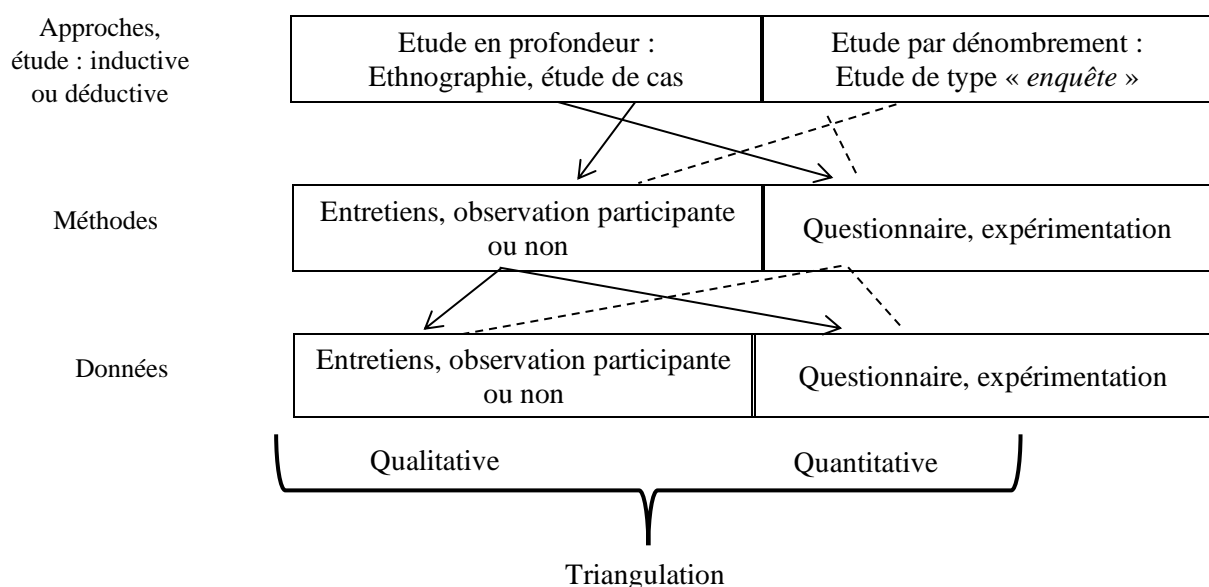 Approches,
étude : inductive
ou déductive
Etude en profondeur :
Ethnographie, étude de cas
Etude par dénombrement :
Etude de type « enquête »
Méthodes
Entretiens, observation participante
ou non
Questionnaire, expérimentation
Données
Entretiens, observation participante
ou non
Questionnaire, expérimentation
Qualitative
Quantitative
Triangulation